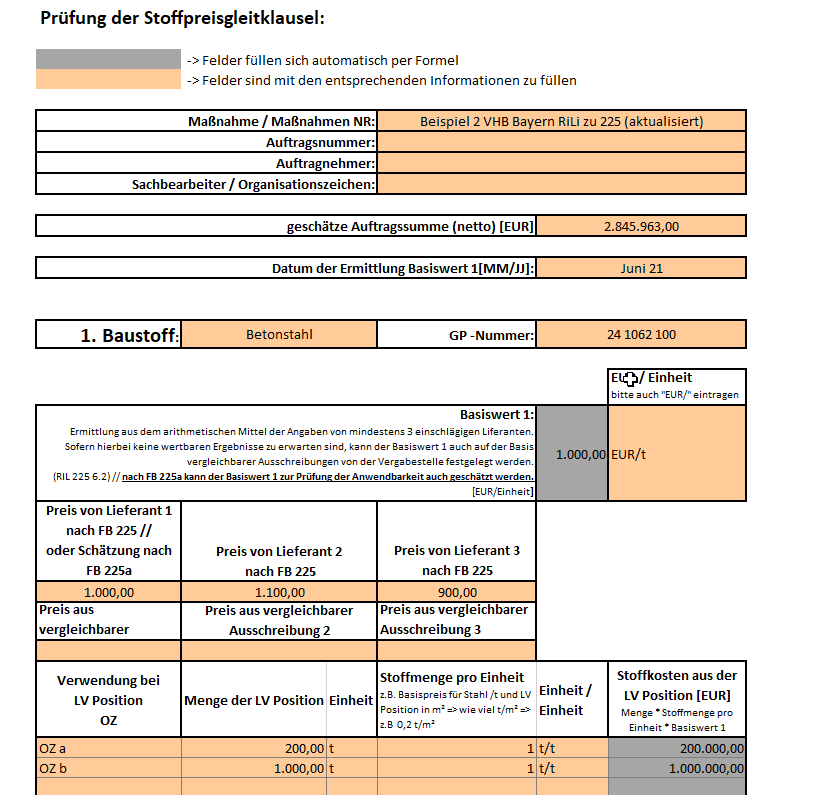 Prüfung der Stoffpreisgleitklausel:
-> Felder füllen sich automatisch per Formel
-> Felder sind mit den entsprechenden Informationen zu füllen
Maßnahme / Maßnahmen NR: Beispiel 2 VHB Bayern RiLi zu 225 (aktualisiert)
Auftragsnummer:
Auftragnehmer:
Sachbearbeiter / Organisationszeichen:
geschätze Auftragssumme (netto) [EUR] 2.845.963,00
Datum der Ermittlung Basiswert 1[MM/JJ]: Juni 21
1. Baustoff: Betonstahl GP -Nummer: 24 1062 100
/ Einheit
bitte auch "EUR/" eintragen
Basiswert 1:
Ermittlung aus dem arithmetischen Mittel der Angaben von mindestens 3 einschlägigen Liferanten.
Sofern hierbei keine wertbaren Ergebnisse zu erwarten sind, kann der Basiswert 1 auch auf der Basis
vergleichbarer Ausschreibungen von der Vergabestelle festgelegt werden.
(RIL 225 6.2) // nach FB 225a kann der Basiswert 1 zur Prüfung der Anwendbarkeit auch geschätzt werden.
[EUR/Einheit]
1.000,00 EUR/t
Preis von Lieferant 1
nach FB 225 //
oder Schätzung nach
FB 225a
Preis von Lieferant 2
nach FB 225
Preis von Lieferant 3
nach FB 225
1.000,00 1.100,00 900,00
Preis aus
vergleichbarer
Preis aus vergleichbarer
Ausschreibung 2
Preis aus vergleichbarer
Ausschreibung 3
Verwendung bei
LV Position
OZ
Menge der LV Position
Einheit
Stoffmenge pro Einheit
z.B. Basispreis für Stahl /t und LV
Position in m² => wie viel t/m² =>
z.B 0,2 t/m²
Einheit /
Einheit
Stoffkosten aus der
LV Position [EUR]
Menge * Stoffmenge pro
Einheit * Basiswert 1
OZ a 200,00 t 1 t/t 200.000,00
OZ b 1.000,00 t 1 t/t 1.000.000,00